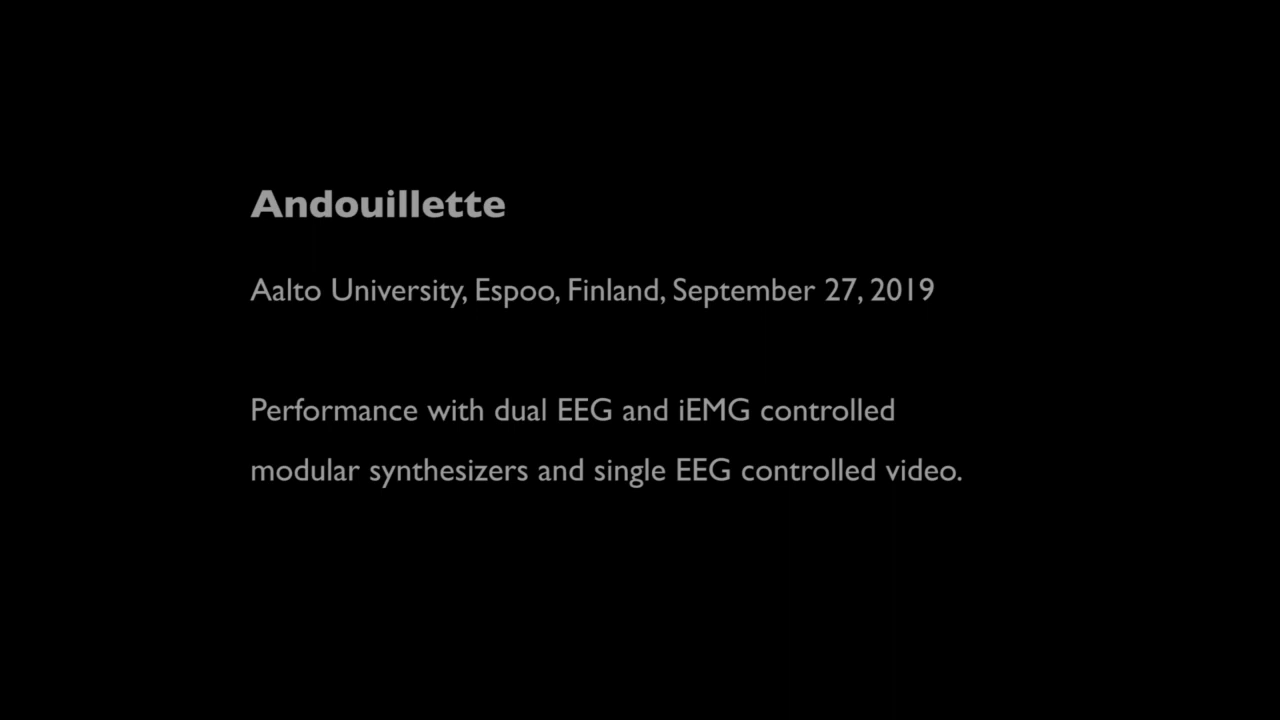 Andouillette
Aalto University, Espoo, Finland, September 27, 2019
Performance with dual EEG and iEMG controlled
modular synthesizers and single EEG controlled video.